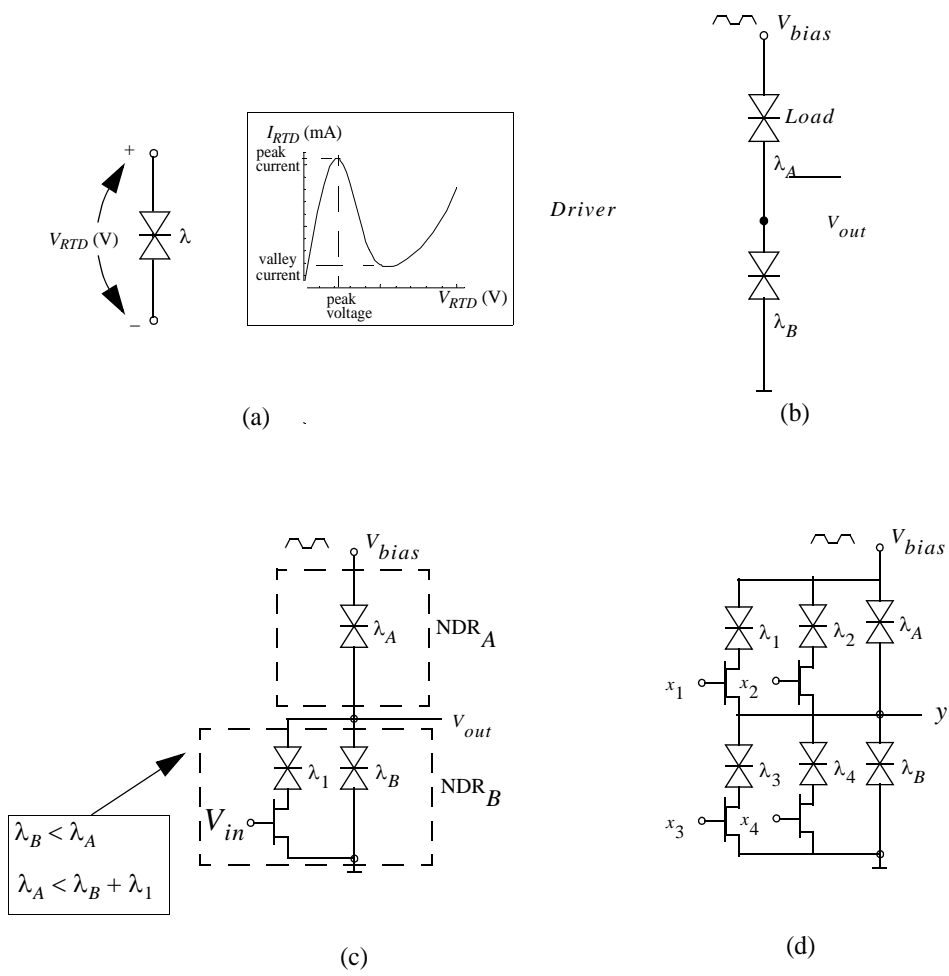 I_RTD (mA)
peak
current
+
V_RTD (V)
λ
−
valley
current
peak
voltage
V_RTD (V)
(a)
V_bias
Load
λ_A
Driver
V_out
λ_B
(b)
V_bias
λ_A
NDR_A
V_out
λ_1
λ_B
NDR_B
V_in
λ_B < λ_A
λ_A < λ_B + λ_1
(c)
V_bias
λ_1
λ_2
λ_A
x_1
x_2
y
λ_3
λ_4
λ_B
x_3
x_4
(d)